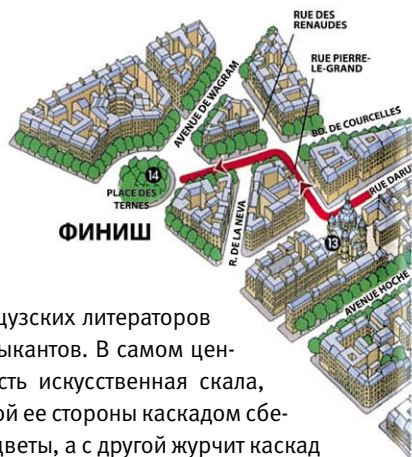 RUE DES
RENAUDES
RUE PIERRE-
LE-GRAND
AVENUE DE WAGRAM
BD. DE COURCELLES
RUE DARU
14
PLACE DES
TERNES
ФИНИШ
R. DE LA NEVA
13
AVENUE HOCHE
цузских литераторов
ыкантов. В самом цен-
сть искусственная скала,
ой ее стороны каскадом сбе-
цветы, а с другой журчит каскад